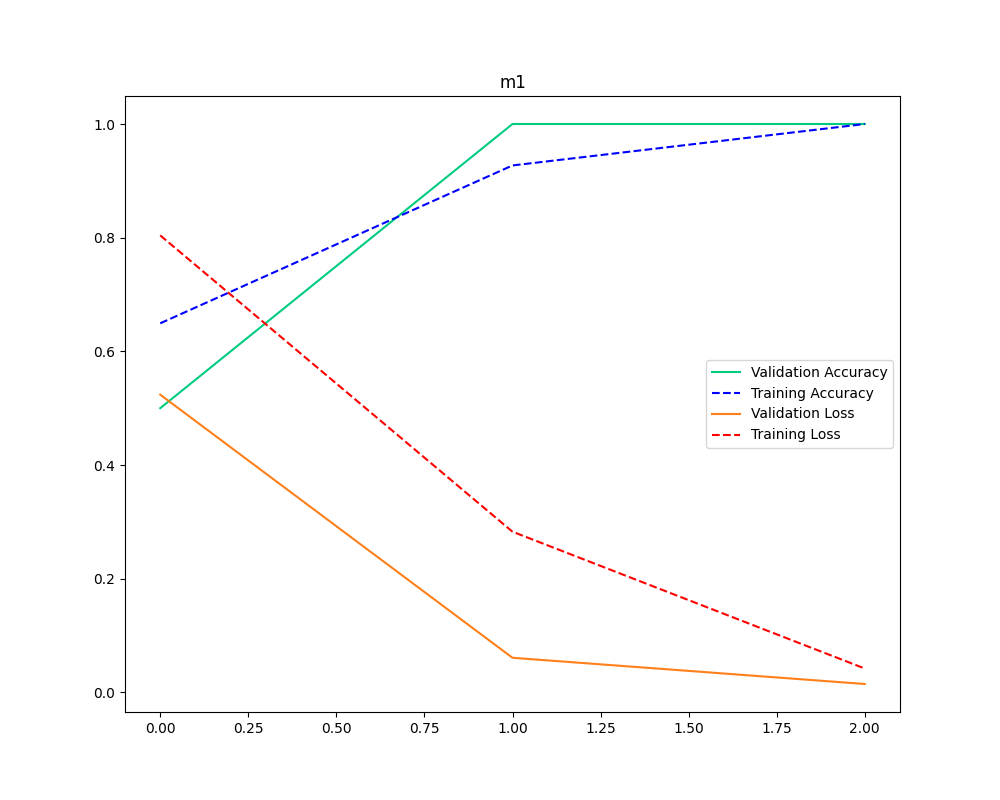 m1
1.0
0.8
0.6
0.4
0.2
0.0
Validation Accuracy
Training Accuracy
Validation Loss
Training Loss
0.00 0.25 0.50 0.75 1.00 1.25 1.50 1.75 2.00